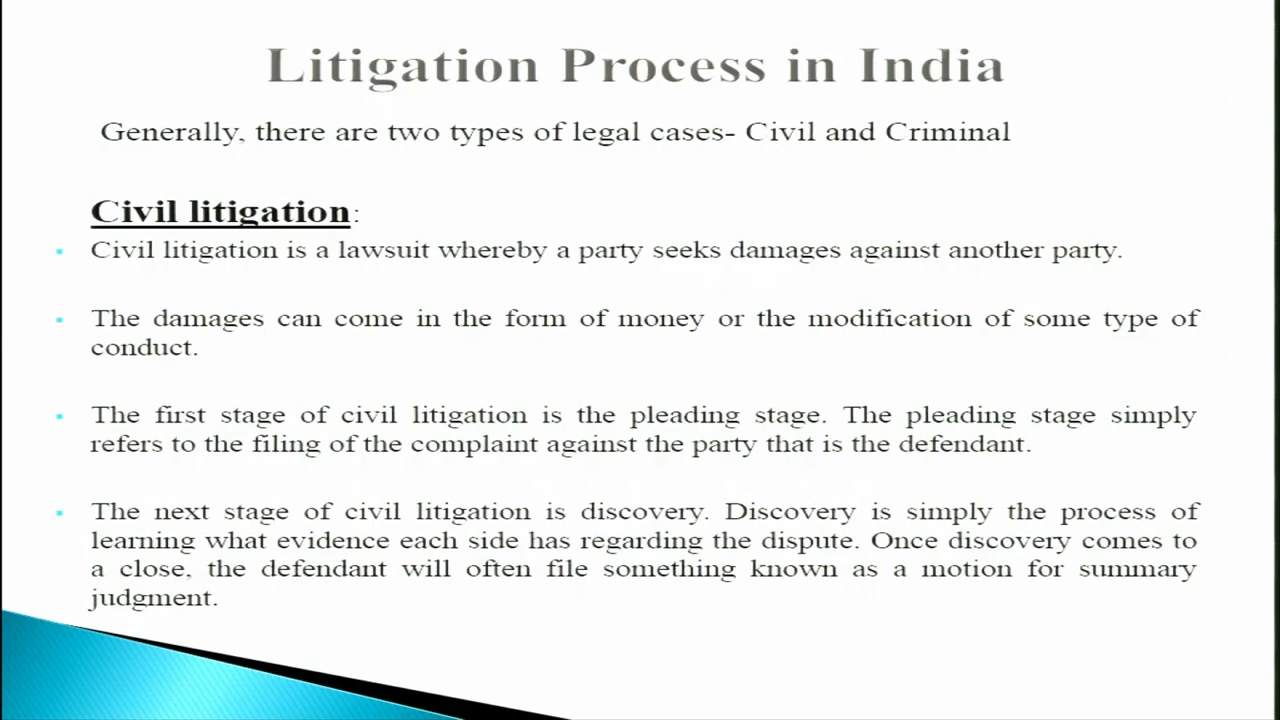 Litigation Process in India
Generally, there are two types of legal cases- Civil and Criminal
Civil litigation:
Civil litigation is a lawsuit whereby a party seeks damages against another party.
The damages can come in the form of money or the modification of some type of
conduct.
The first stage of civil litigation is the pleading stage. The pleading stage simply
refers to the filing of the complaint against the party that is the defendant.
The next stage of civil litigation is discovery. Discovery is simply the process of
learning what evidence each side has regarding the dispute. Once discovery comes to
a close, the defendant will often file something known as a motion for summary
judgment.